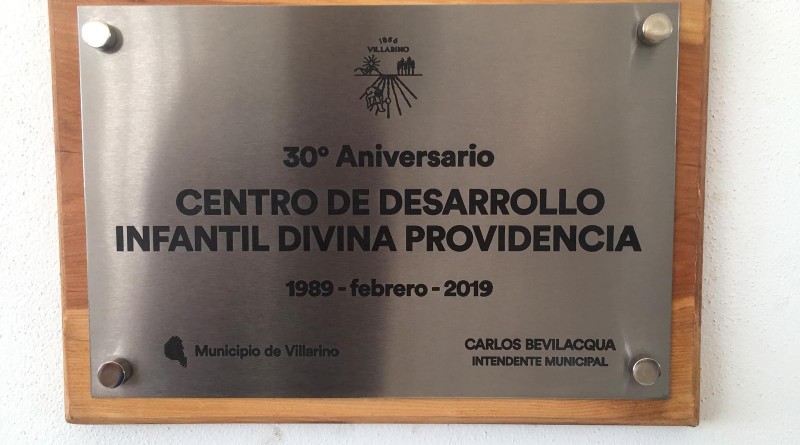 1886
VILLARINO
30° Aniversario
CENTRO DE DESARROLLO
INFANTIL DIVINA PROVIDENCIA
1989 - febrero - 2019
Municipio de Villarino
CARLOS BEVILACQUA
INTENDENTE MUNICIPAL